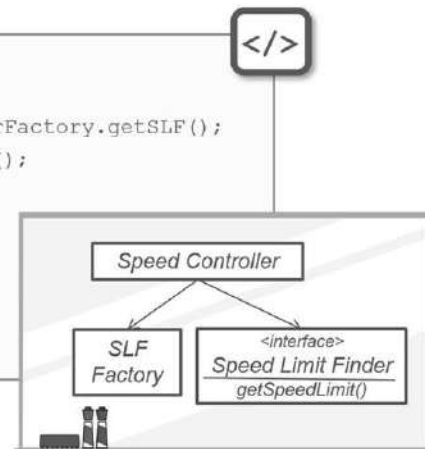 </>
rFactory.getSLF();
();
Speed Controller
SLF
Factory
<interface>
Speed Limit Finder
getSpeedLimit()